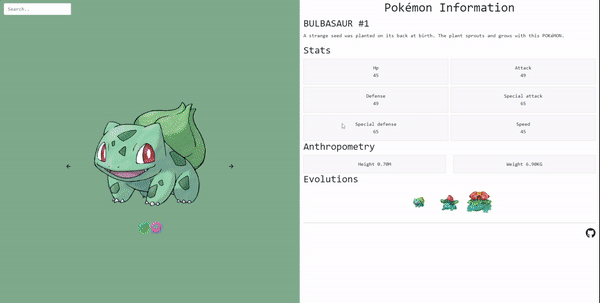 Search..
Pokémon Information
BULBASAUR #1
A strange seed was planted on its back at birth. The plant sprouts and grows with this POKéMON.
Stats
Hp
45
Attack
49
Defense
49
Special attack
65
Special defense
65
Speed
45
Anthropometry
Height 0.70M
Weight 6.90KG
Evolutions